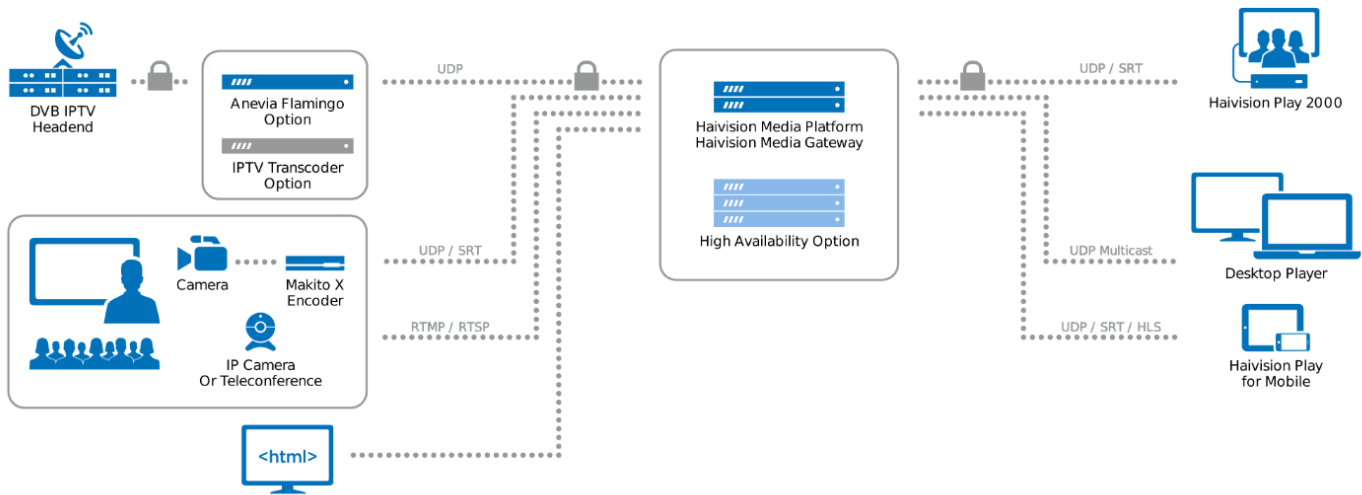 DVB IPTV
Headend
Anevia Flamingo
Option
IPTV Transcoder
Option
UDP
Haivision Media Platform
Haivision Media Gateway
High Availability Option
UDP / SRT
Haivision Play 2000
Camera
Makito X
Encoder
IP Camera
Or Teleconference
UDP / SRT
RTMP / RTSP
UDP Multicast
Desktop Player
UDP / SRT / HLS
Haivision Play
for Mobile
<html>